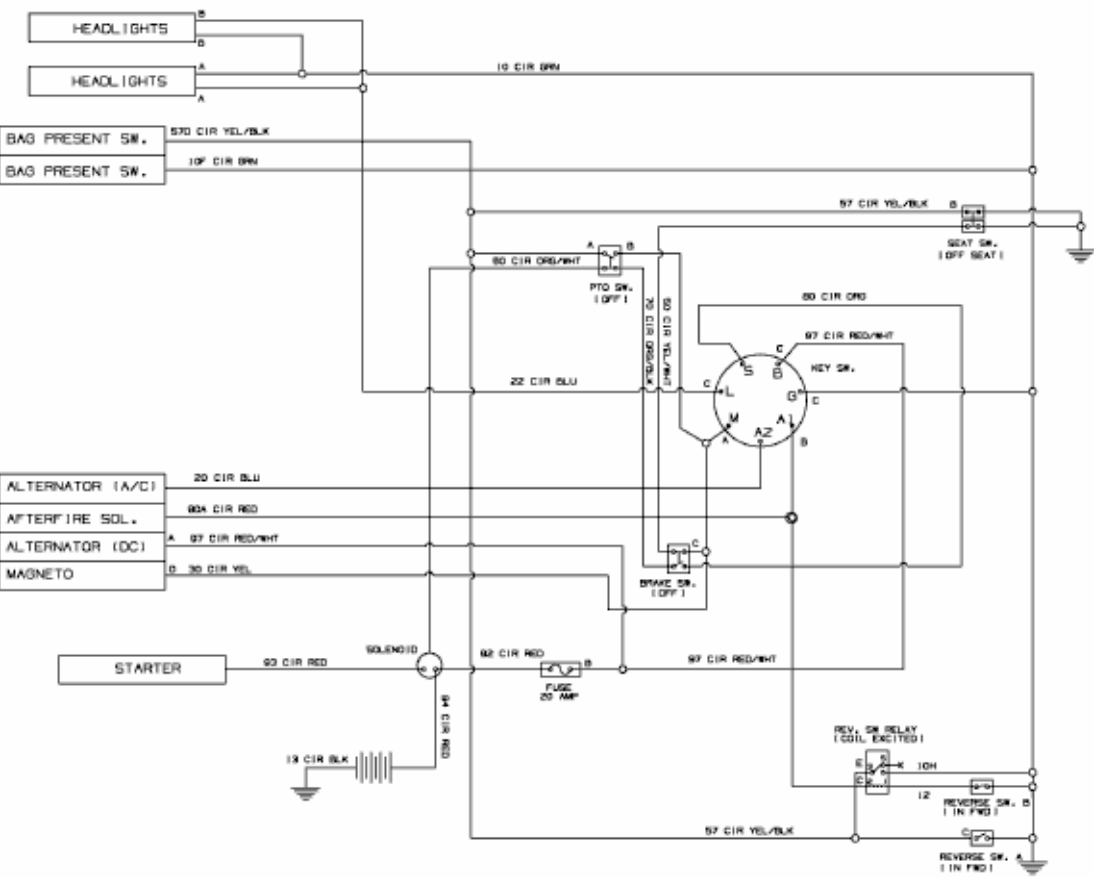 HEADLIGHTS
B
B
HEADLIGHTS
A
A
10 CIR GRN
BAG PRESENT SW.
57D CIR YEL/BLK
BAG PRESENT SW.
10F CIR GRN
57 CIR YEL/BLK
B
SEAT SW.
(OFF SEAT)
A
B
80 CIR ORG/WHT
PTO SW.
(OFF)
70 CIR ORG/BLK
50 CIR YEL/WHT
80 CIR ORG
97 CIR RED/WHT
KEY SW.
C
S
B
22 CIR BLU
C
L
G
C
M
A
A2
A1
B
ALTERNATOR (A/C)
20 CIR BLU
AFTERFIRE SOL.
80A CIR RED
ALTERNATOR (DC)
A
97 CIR RED/WHT
MAGNETO
D
30 CIR YEL
C
BRAKE SW.
(OFF)
STARTER
93 CIR RED
SOLENOID
92 CIR RED
B
FUSE
20 AMP
97 CIR RED/WHT
94 CIR RED
13 CIR BLK
REV. SW RELAY
(COIL EXCITED)
E
K
10H
12
REVERSE SW. B
(IN FWD)
57 CIR YEL/BLK
C
REVERSE SW. A
(IN FWD)